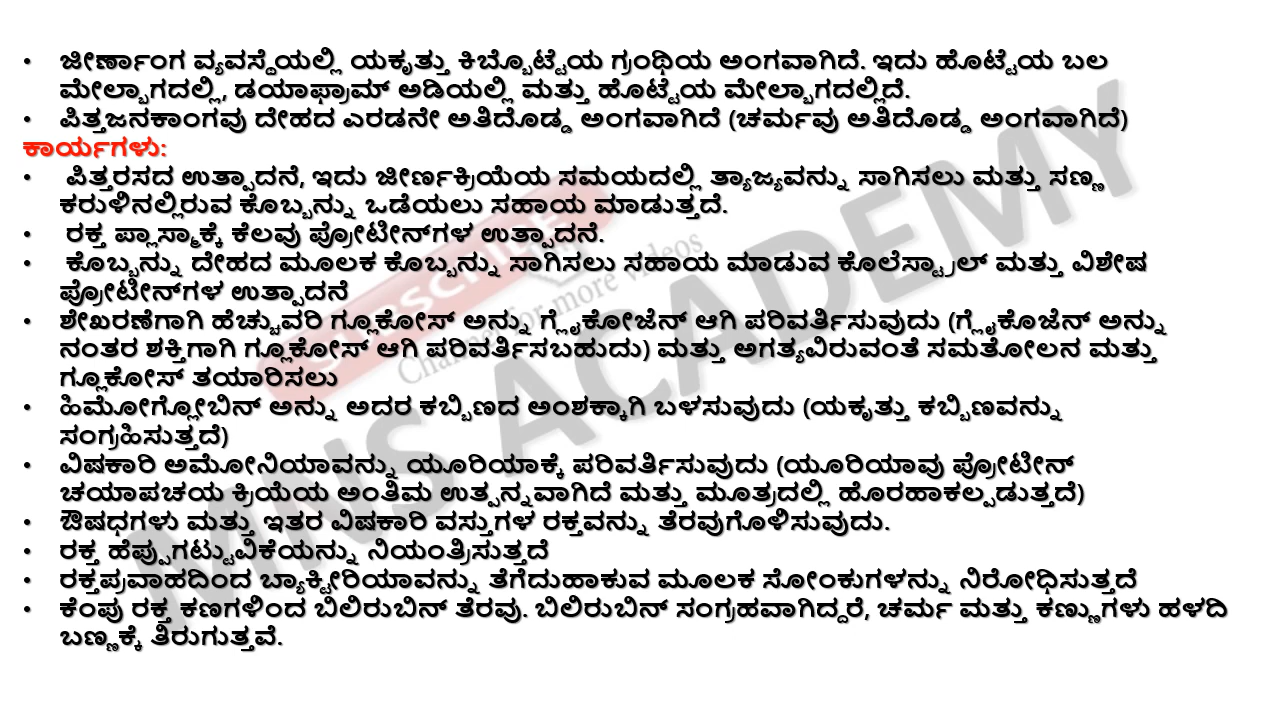 • ಜೀರ್ಣಾಂಗ ವ್ಯವಸ್ಥೆಯಲ್ಲಿ ಯಕೃತ್ತು ಕಿಬ್ಬೊಟ್ಟೆಯ ಗ್ರಂಥಿಯ ಅಂಗವಾಗಿದೆ. ಇದು ಹೊಟ್ಟೆಯ ಬಲ
ಮೇಲ್ಭಾಗದಲ್ಲಿ, ಡಯಾಫ್ರಾಮ್ ಅಡಿಯಲ್ಲಿ ಮತ್ತು ಹೊಟ್ಟೆಯ ಮೇಲ್ಭಾಗದಲ್ಲಿದೆ.
• ಪಿತ್ತಜನಕಾಂಗವು ದೇಹದ ಎರಡನೇ ಅತಿದೊಡ್ಡ ಅಂಗವಾಗಿದೆ (ಚರ್ಮವು ಅತಿದೊಡ್ಡ ಅಂಗವಾಗಿದೆ)
ಕಾರ್ಯಗಳು:
• ಪಿತ್ತರಸದ ಉತ್ಪಾದನೆ, ಇದು ಜೀರ್ಣಕ್ರಿಯೆಯ ಸಮಯದಲ್ಲಿ ತ್ಯಾಜ್ಯವನ್ನು ಸಾಗಿಸಲು ಮತ್ತು ಸಣ್ಣ
ಕರುಳಿನಲ್ಲಿರುವ ಕೊಬ್ಬನ್ನು ಒಡೆಯಲು ಸಹಾಯ ಮಾಡುತ್ತದೆ.
• ರಕ್ತ ಪ್ಲಾಸ್ಮಾಕ್ಕೆ ಕೆಲವು ಪ್ರೋಟೀನ್‌ಗಳ ಉತ್ಪಾದನೆ.
• ಕೊಬ್ಬನ್ನು ದೇಹದ ಮೂಲಕ ಕೊಬ್ಬನ್ನು ಸಾಗಿಸಲು ಸಹಾಯ ಮಾಡುವ ಕೊಲೆಸ್ಟ್ರಾಲ್ ಮತ್ತು ವಿಶೇಷ
ಪ್ರೋಟೀನ್‌ಗಳ ಉತ್ಪಾದನೆ
• ಶೇಖರಣೆಗಾಗಿ ಹೆಚ್ಚುವರಿ ಗ್ಲೂಕೋಸ್ ಅನ್ನು ಗ್ಲೈಕೋಜೆನ್ ಆಗಿ ಪರಿವರ್ತಿಸುವುದು (ಗ್ಲೈಕೊಜೆನ್ ಅನ್ನು
ನಂತರ ಶಕ್ತಿಗಾಗಿ ಗ್ಲೂಕೋಸ್ ಆಗಿ ಪರಿವರ್ತಿಸಬಹುದು) ಮತ್ತು ಅಗತ್ಯವಿರುವಂತೆ ಸಮತೋಲನ ಮತ್ತು
ಗ್ಲೂಕೋಸ್ ತಯಾರಿಸಲು
• ಹಿಮೋಗ್ಲೋಬಿನ್ ಅನ್ನು ಅದರ ಕಬ್ಬಿಣದ ಅಂಶಕ್ಕಾಗಿ ಬಳಸುವುದು (ಯಕೃತ್ತು ಕಬ್ಬಿಣವನ್ನು
ಸಂಗ್ರಹಿಸುತ್ತದೆ)
• ವಿಷಕಾರಿ ಅಮೋನಿಯಾವನ್ನು ಯೂರಿಯಾಕ್ಕೆ ಪರಿವರ್ತಿಸುವುದು (ಯೂರಿಯಾವು ಪ್ರೋಟೀನ್
ಚಯಾಪಚಯ ಕ್ರಿಯೆಯ ಅಂತಿಮ ಉತ್ಪನ್ನವಾಗಿದೆ ಮತ್ತು ಮೂತ್ರದಲ್ಲಿ ಹೊರಹಾಕಲ್ಪಡುತ್ತದೆ)
• ಔಷಧಗಳು ಮತ್ತು ಇತರ ವಿಷಕಾರಿ ವಸ್ತುಗಳ ರಕ್ತವನ್ನು ತೆರವುಗೊಳಿಸುವುದು.
• ರಕ್ತ ಹೆಪ್ಪುಗಟ್ಟುವಿಕೆಯನ್ನು ನಿಯಂತ್ರಿಸುತ್ತದೆ
• ರಕ್ತಪ್ರವಾಹದಿಂದ ಬ್ಯಾಕ್ಟೀರಿಯಾವನ್ನು ತೆಗೆದುಹಾಕುವ ಮೂಲಕ ಸೋಂಕುಗಳನ್ನು ನಿರೋಧಿಸುತ್ತದೆ
• ಕೆಂಪು ರಕ್ತ ಕಣಗಳಿಂದ ಬಿಲಿರುಬಿನ್ ತೆರವು. ಬಿಲಿರುಬಿನ್ ಸಂಗ್ರಹವಾಗಿದ್ದರೆ, ಚರ್ಮ ಮತ್ತು ಕಣ್ಣುಗಳು ಹಳದಿ
ಬಣ್ಣಕ್ಕೆ ತಿರುಗುತ್ತವೆ.
SUBSCRIBE
Channel for more videos
MNS ACADEMY